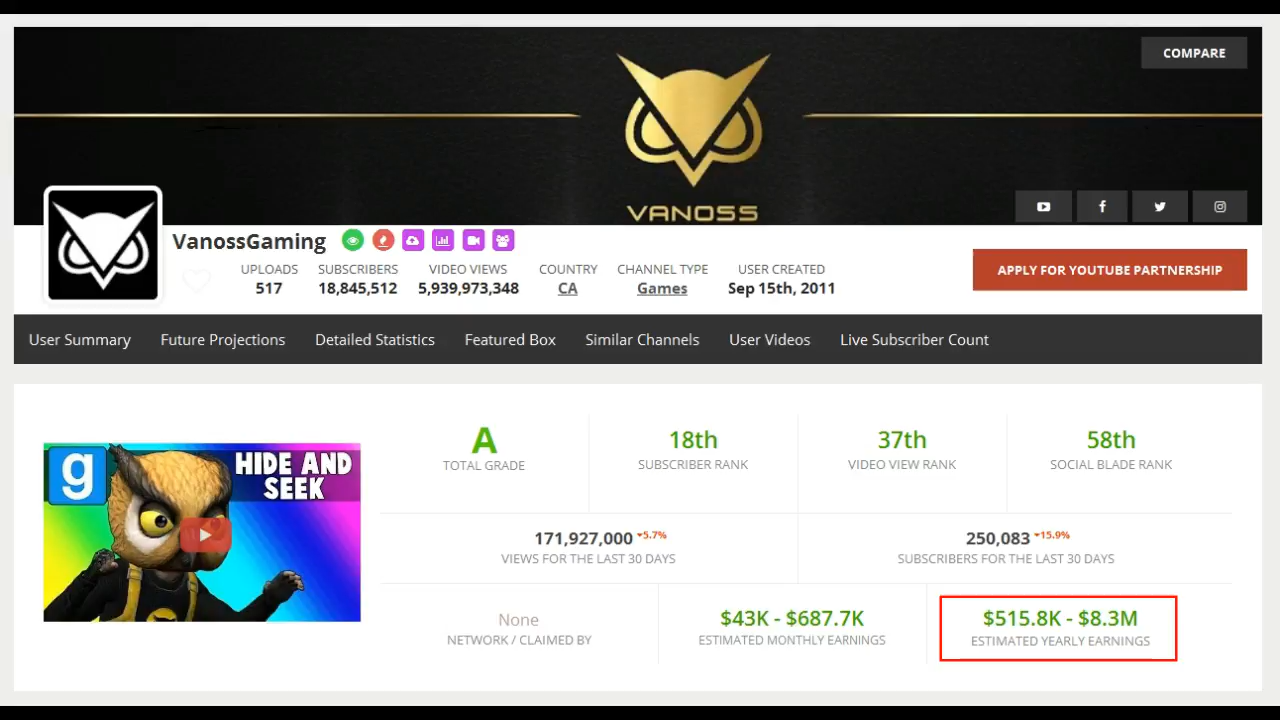 COMPARE
VANOSS
VanossGaming
UPLOADS SUBSCRIBERS VIDEO VIEWS COUNTRY CHANNEL TYPE USER CREATED
517 18,845,512 5,939,973,348 CA Games Sep 15th, 2011
APPLY FOR YOUTUBE PARTNERSHIP
User Summary Future Projections Detailed Statistics Featured Box Similar Channels User Videos Live Subscriber Count
g HIDE AND
SEEK
A 18th 37th 58th
TOTAL GRADE SUBSCRIBER RANK VIDEO VIEW RANK SOCIAL BLADE RANK
171,927,000 5.7% 250,083 15.9%
VIEWS FOR THE LAST 30 DAYS SUBSCRIBERS FOR THE LAST 30 DAYS
None $43K - $687.7K $515.8K - $8.3M
NETWORK / CLAIMED BY ESTIMATED MONTHLY EARNINGS ESTIMATED YEARLY EARNINGS